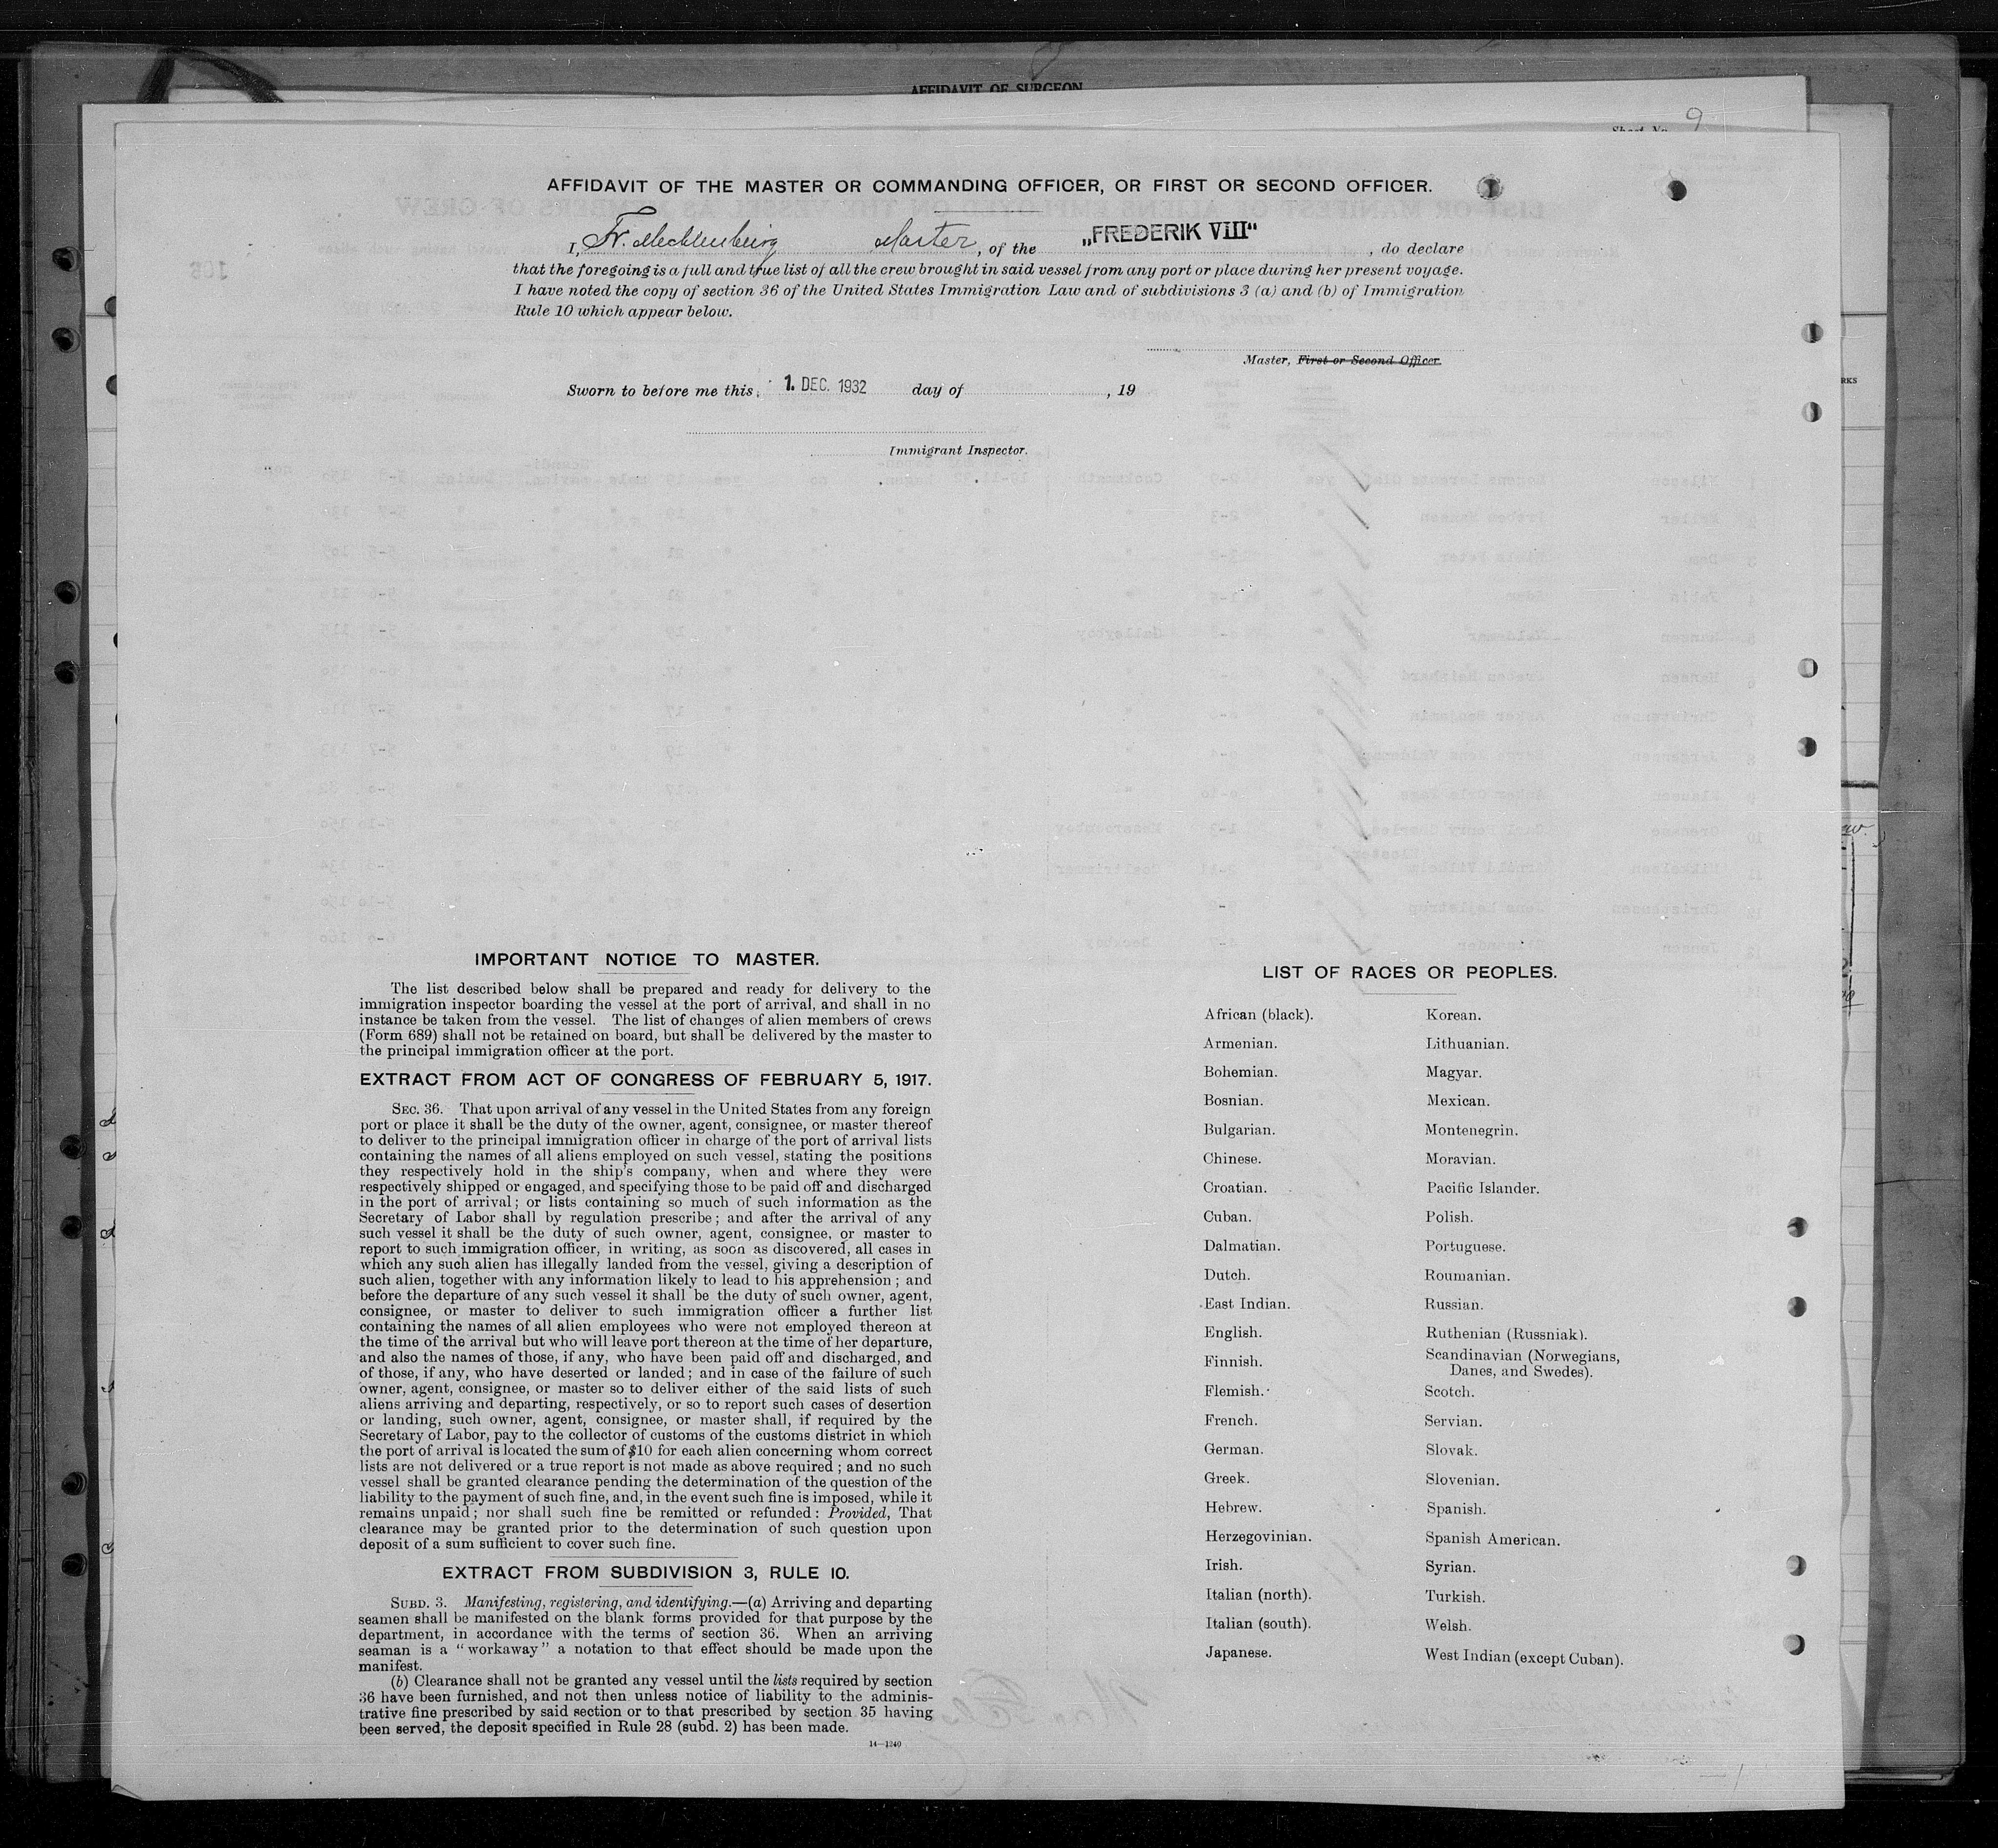 AFFIDAVIT OF SURGEON
Sheet No. 9
AFFIDAVIT OF THE MASTER OR COMMANDING OFFICER, OR FIRST OR SECOND OFFICER.
I, Fr. Mecklenburg Master, of the „FREDERIK VIII“, do declare
that the foregoing is a full and true list of all the crew brought in said vessel from any port or place during her present voyage.
I have noted the copy of section 36 of the United States Immigration Law and of subdivisions 3 (a) and (b) of Immigration
Rule 10 which appear below.
Master, First or Second Officer.
Sworn to before me this 1. DEC. 1932 day of , 19
Immigrant Inspector.
IMPORTANT NOTICE TO MASTER.
The list described below shall be prepared and ready for delivery to the
immigration inspector boarding the vessel at the port of arrival, and shall in no
instance be taken from the vessel. The list of changes of alien members of crews
(Form 689) shall not be retained on board, but shall be delivered by the master to
the principal immigration officer at the port.
EXTRACT FROM ACT OF CONGRESS OF FEBRUARY 5, 1917.
SEC. 36. That upon arrival of any vessel in the United States from any foreign
port or place it shall be the duty of the owner, agent, consignee, or master thereof
to deliver to the principal immigration officer in charge of the port of arrival lists
containing the names of all aliens employed on such vessel, stating the positions
they respectively hold in the ship's company, when and where they were
respectively shipped or engaged, and specifying those to be paid off and discharged
in the port of arrival; or lists containing so much of such information as the
Secretary of Labor shall by regulation prescribe; and after the arrival of any
such vessel it shall be the duty of such owner, agent, consignee, or master to
report to such immigration officer, in writing, as soon as discovered, all cases in
which any such alien has illegally landed from the vessel, giving a description of
such alien, together with any information likely to lead to his apprehension; and
before the departure of any such vessel it shall be the duty of such owner, agent,
consignee, or master to deliver to such immigration officer a further list
containing the names of all alien employees who were not employed thereon at
the time of the arrival but who will leave port thereon at the time of her departure,
and also the names of those, if any, who have been paid off and discharged, and
of those, if any, who have deserted or landed; and in case of the failure of such
owner, agent, consignee, or master so to deliver either of the said lists of such
aliens arriving and departing, respectively, or so to report such cases of desertion
or landing, such owner, agent, consignee, or master shall, if required by the
Secretary of Labor, pay to the collector of customs of the customs district in which
the port of arrival is located the sum of $10 for each alien concerning whom correct
lists are not delivered or a true report is not made as above required; and no such
vessel shall be granted clearance pending the determination of the question of the
liability to the payment of such fine, and, in the event such fine is imposed, while it
remains unpaid; nor shall such fine be remitted or refunded: Provided, That
clearance may be granted prior to the determination of such question upon
deposit of a sum sufficient to cover such fine.
EXTRACT FROM SUBDIVISION 3, RULE 10.
SUBD. 3. Manifesting, registering, and identifying.—(a) Arriving and departing
seamen shall be manifested on the blank forms provided for that purpose by the
department, in accordance with the terms of section 36. When an arriving
seaman is a "workaway" a notation to that effect should be made upon the
manifest.
(b) Clearance shall not be granted any vessel until the lists required by section
36 have been furnished, and not then unless notice of liability to the adminis-
trative fine prescribed by said section or to that prescribed by section 35 having
been served, the deposit specified in Rule 28 (subd. 2) has been made.
14—1240
LIST OF RACES OR PEOPLES.
African (black).
Armenian.
Bohemian.
Bosnian.
Bulgarian.
Chinese.
Croatian.
Cuban.
Dalmatian.
Dutch.
East Indian.
English.
Finnish.
Flemish.
French.
German.
Greek.
Hebrew.
Herzegovinian.
Irish.
Italian (north).
Italian (south).
Japanese.
Korean.
Lithuanian.
Magyar.
Mexican.
Montenegrin.
Moravian.
Pacific Islander.
Polish.
Portuguese.
Roumanian.
Russian.
Ruthenian (Russniak).
Scandinavian (Norwegians,
Danes, and Swedes).
Scotch.
Servian.
Slovak.
Slovenian.
Spanish.
Spanish American.
Syrian.
Turkish.
Welsh.
West Indian (except Cuban).